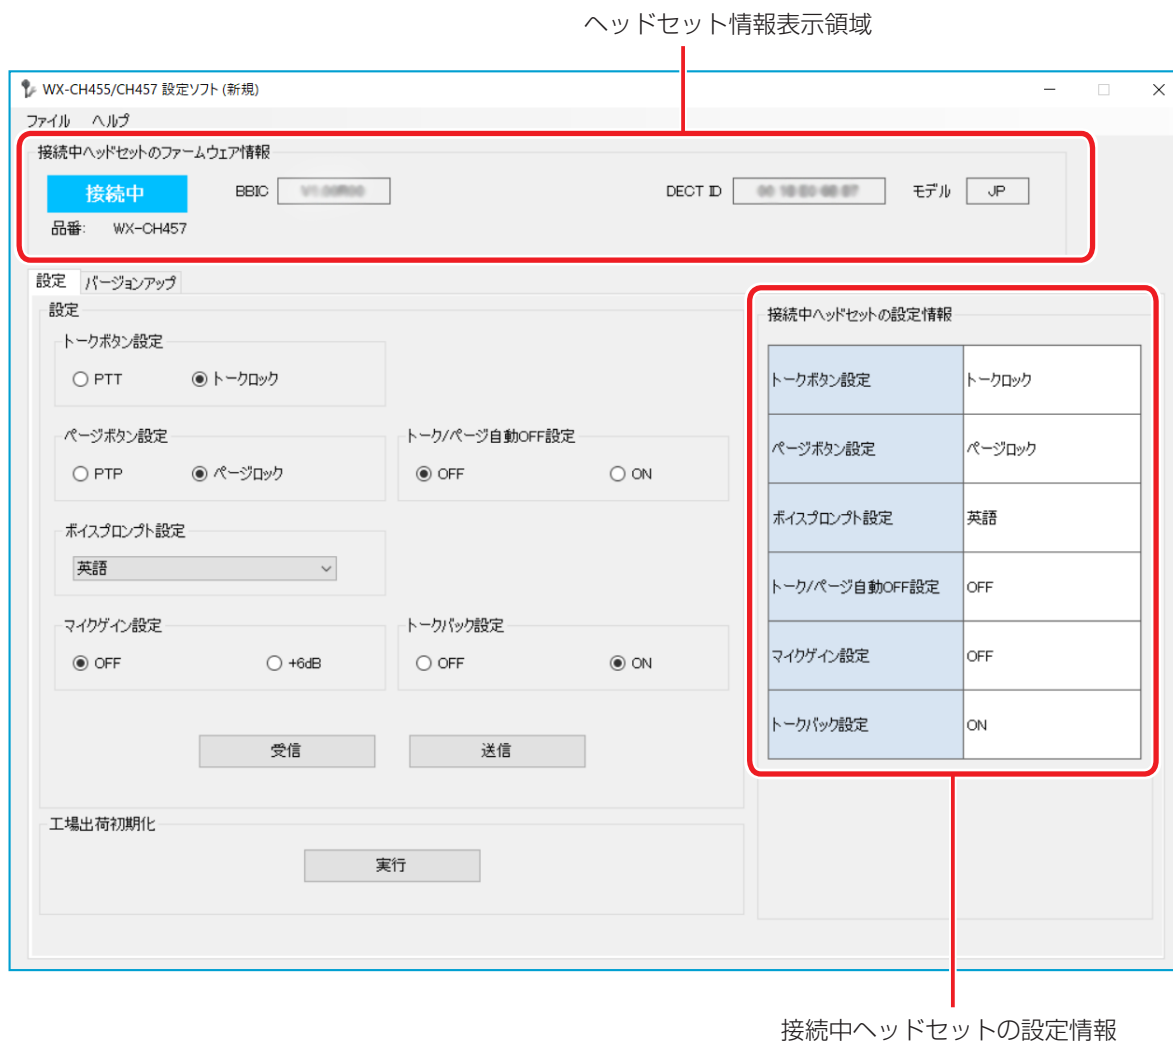 ヘッドセット情報表示領域
WX-CH455/CH457 設定ソフト (新規)
ファイル ヘルプ
接続中ヘッドセットのファームウェア情報
接続中 BBIC DECT ID モデル JP
品番: WX-CH457
設定 バージョンアップ
設定
トークボタン設定
PTT トークロック
ページボタン設定 トーク/ページ自動OFF設定
PTP ページロック OFF ON
ボイスプロンプト設定
英語
マイクゲイン設定 トークバック設定
OFF +6dB OFF ON
受信 送信
工場出荷初期化
実行
接続中ヘッドセットの設定情報
トークボタン設定 トークロック
ページボタン設定 ページロック
ボイスプロンプト設定 英語
トーク/ページ自動OFF設定 OFF
マイクゲイン設定 OFF
トークバック設定 ON
接続中ヘッドセットの設定情報